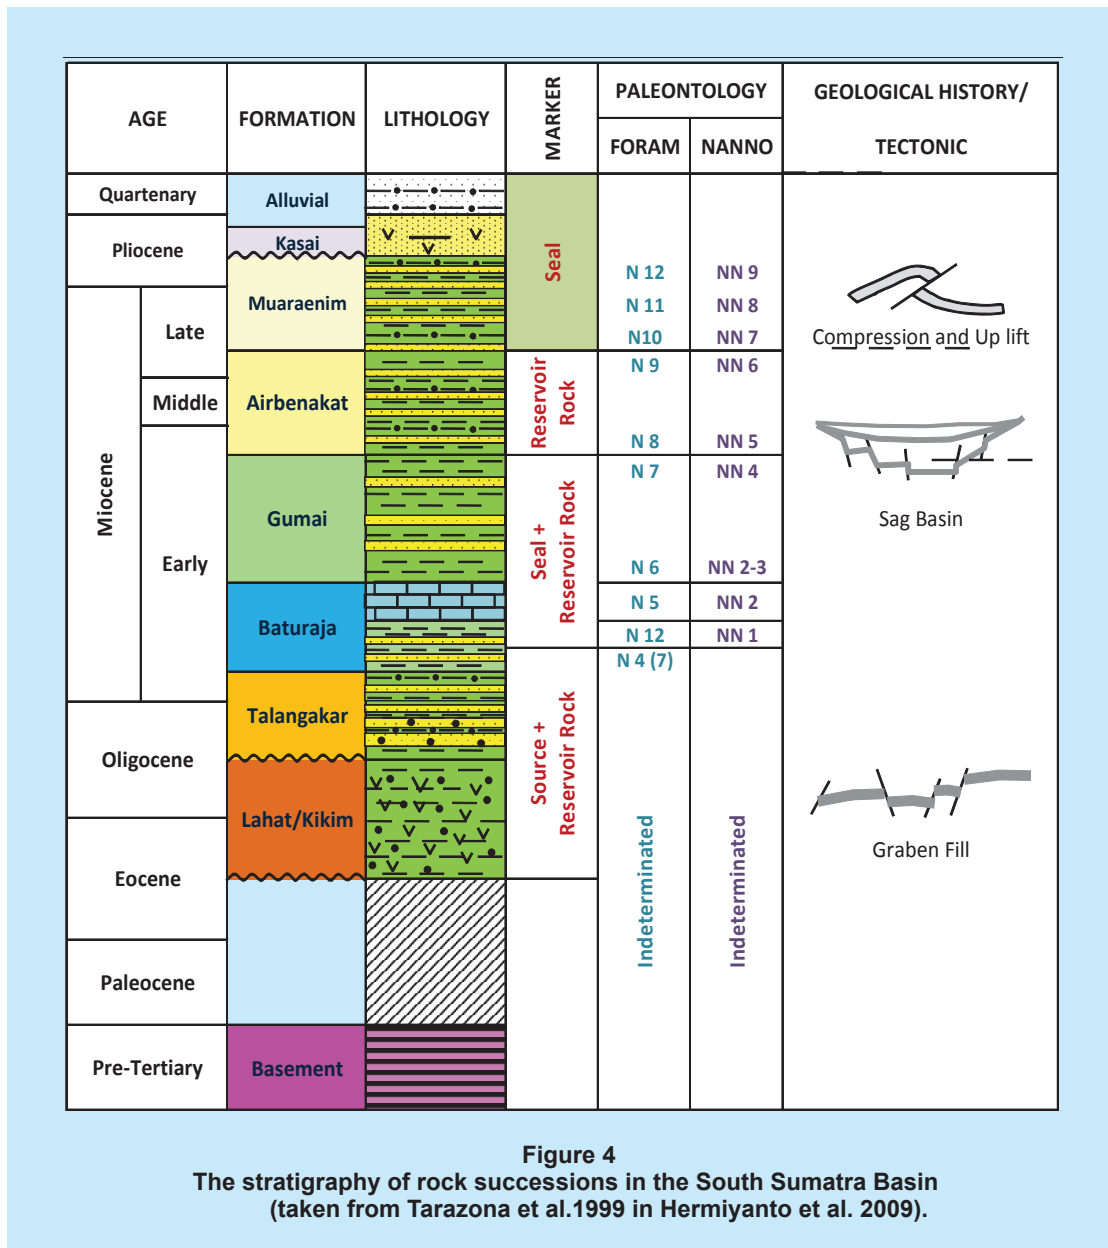 AGE
FORMATION
LITHOLOGY
MARKER
PALEONTOLOGY
FORAM
NANNO
GEOLOGICAL HISTORY/
TECTONIC
Quartenary
Pliocene
Miocene
Late
Middle
Early
Oligocene
Eocene
Paleocene
Pre-Tertiary
Alluvial
Kasai
Muaraenim
Airbenakat
Gumai
Baturaja
Talangakar
Lahat/Kikim
Basement
Seal
Reservoir
Rock
Seal +
Reservoir Rock
Source +
Reservoir Rock
N 12
N 11
N10
N 9
N 8
N 7
N 6
N 5
N 12
N 4 (7)
Indeterminated
NN 9
NN 8
NN 7
NN 6
NN 5
NN 4
NN 2-3
NN 2
NN 1
Indeterminated
Compression and Up lift
Sag Basin
Graben Fill
Figure 4
The stratigraphy of rock successions in the South Sumatra Basin
(taken from Tarazona et al.1999 in Hermiyanto et al. 2009).